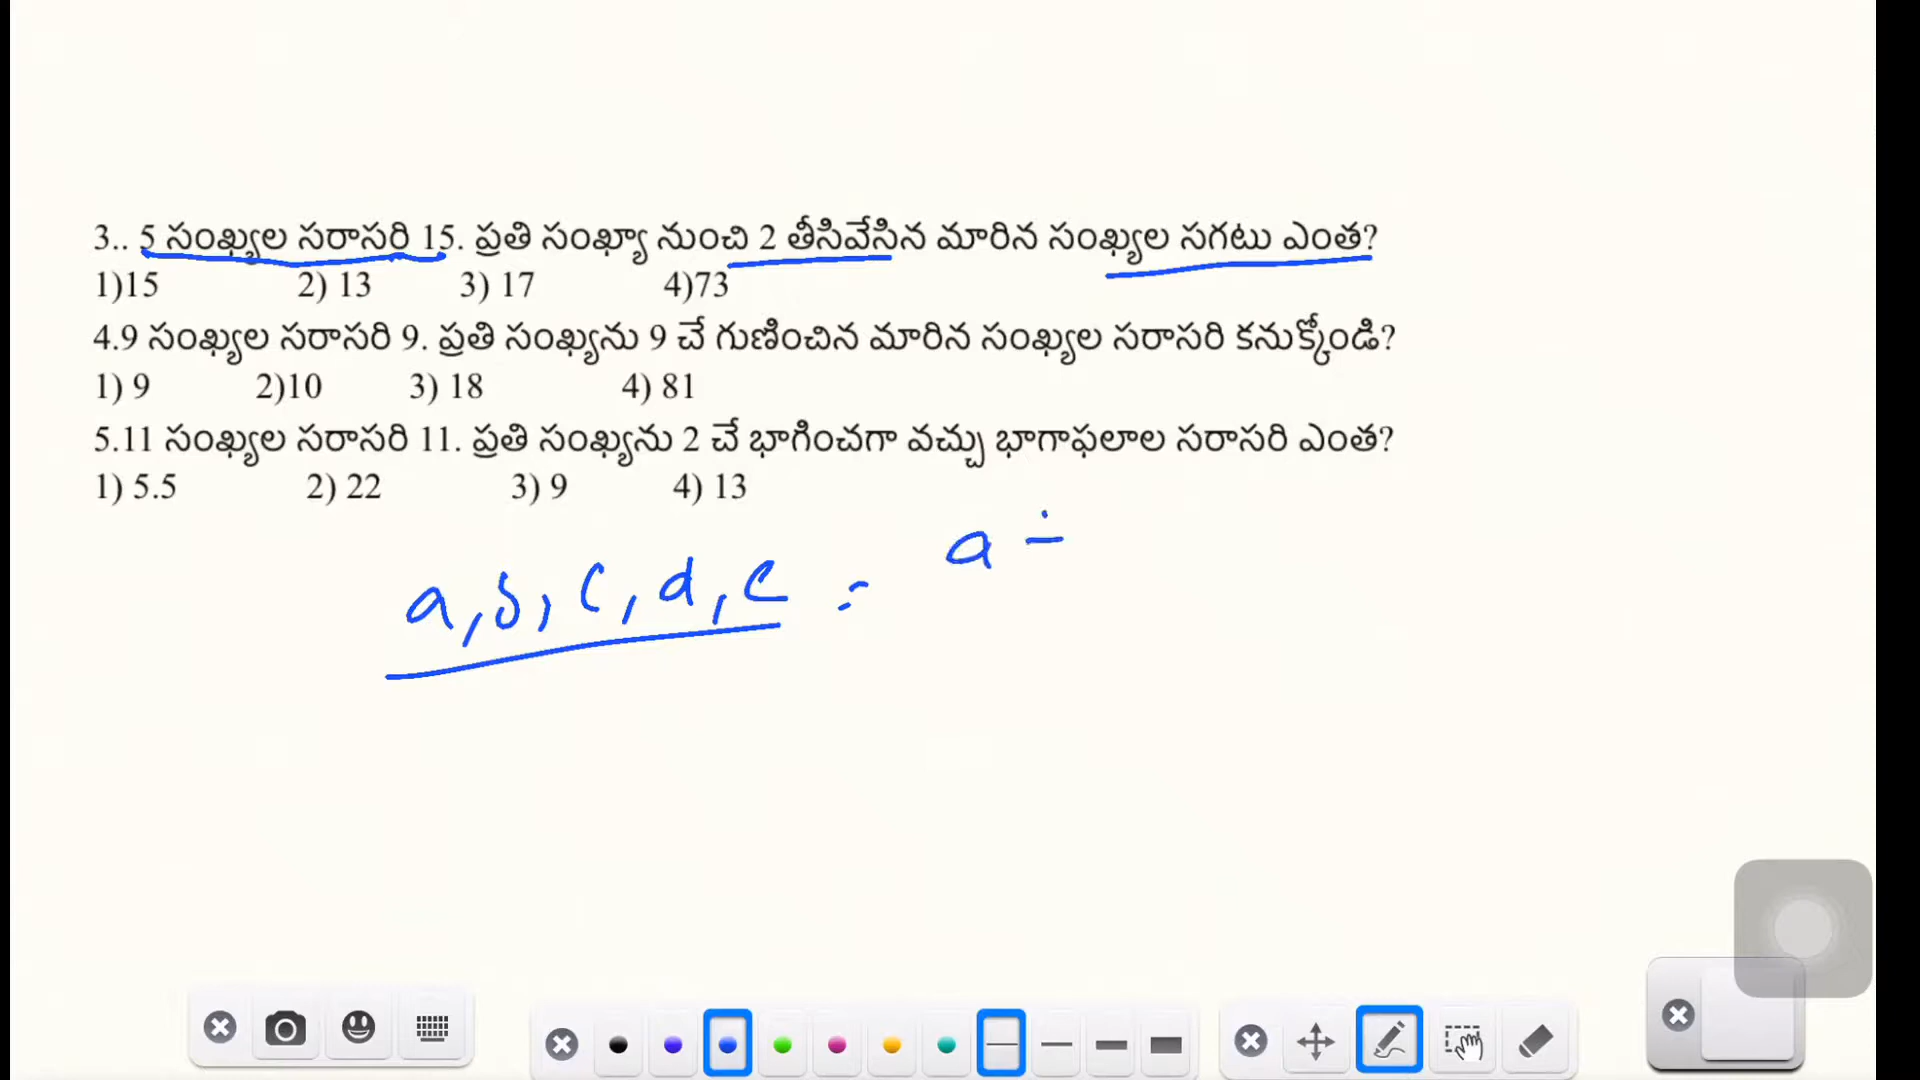 3.. 5 సంఖ్యల సరాసరి 15. ప్రతి సంఖ్యా నుంచి 2 తీసివేసిన మారిన సంఖ్యల సగటు ఎంత?
1)15 2) 13 3) 17 4)73
4.9 సంఖ్యల సరాసరి 9. ప్రతి సంఖ్యను 9 చే గుణించిన మారిన సంఖ్యల సరాసరి కనుక్కోండి?
1) 9 2)10 3) 18 4) 81
5.11 సంఖ్యల సరాసరి 11. ప్రతి సంఖ్యను 2 చే భాగించగా వచ్చు భాగాఫలాల సరాసరి ఎంత?
1) 5.5 2) 22 3) 9 4) 13
a, b, c, d, e = a ÷